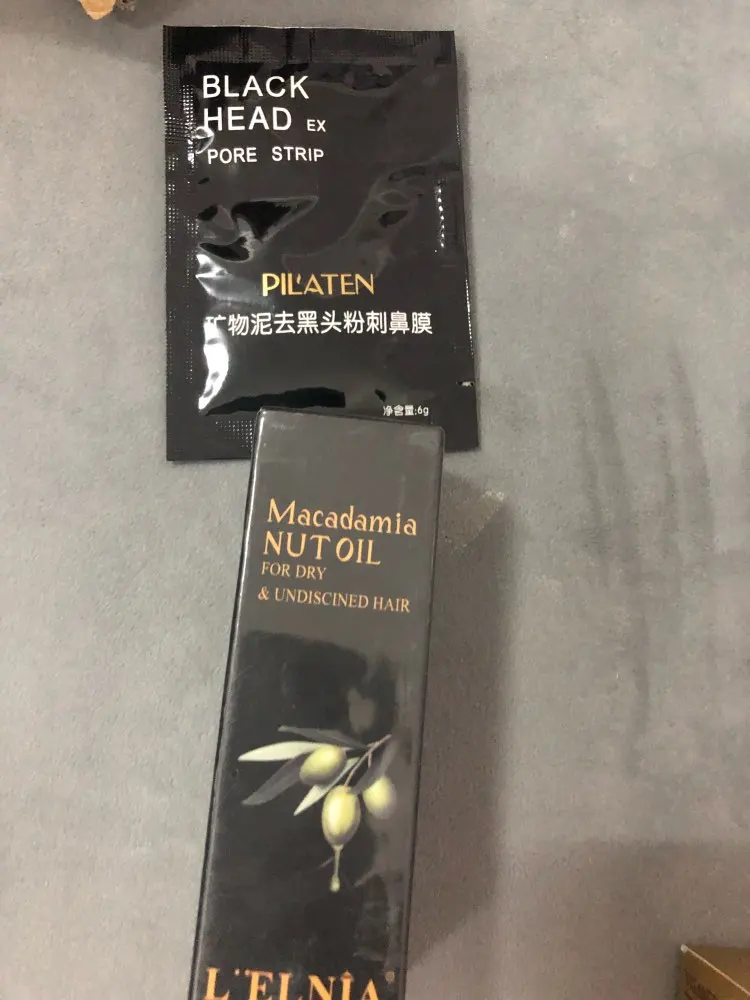 BLACK
HEAD EX
PORE STRIP
PIL'ATEN
矿物泥去黑头粉刺鼻膜
净含量:6g
Macadamia
NUT OIL
FOR DRY
& UNDISCINED HAIR
L¨ELNÎA®